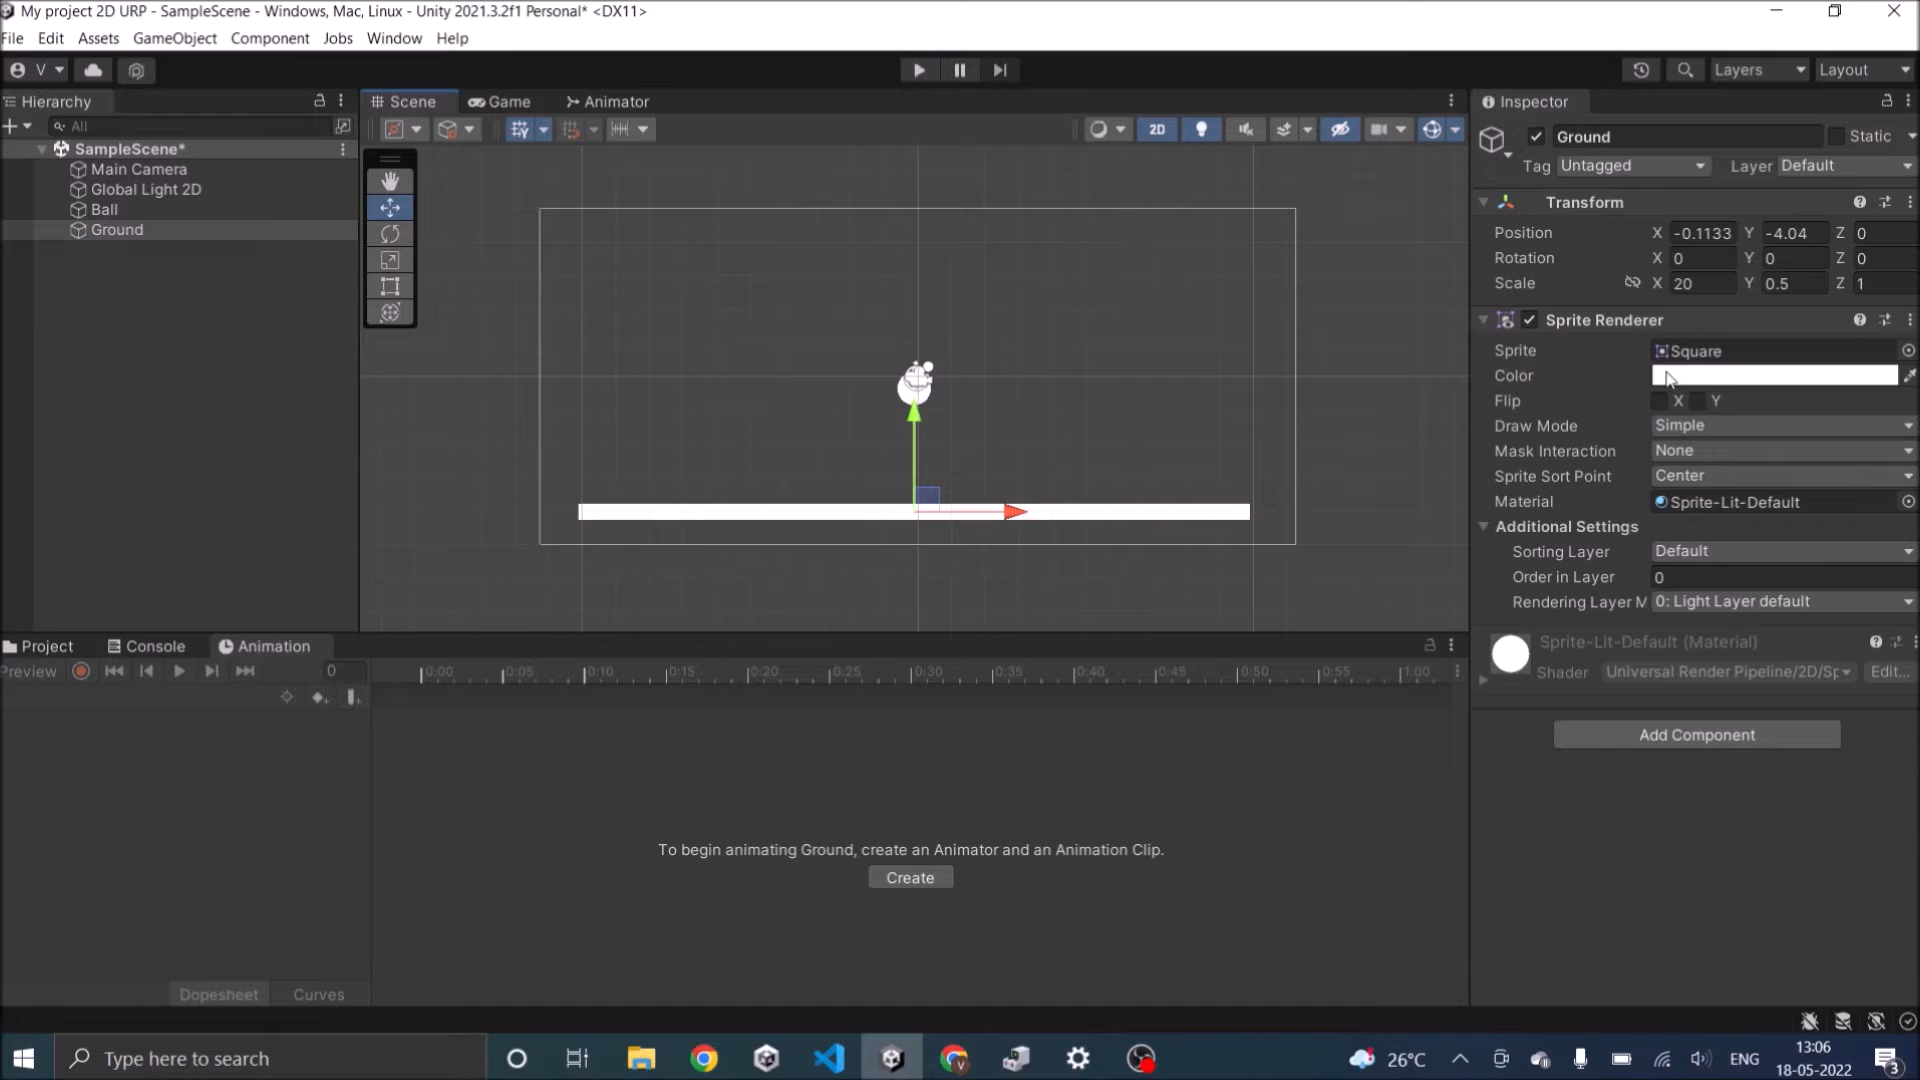 My project 2D URP - SampleScene - Windows, Mac, Linux - Unity 2021.3.2f1 Personal* <DX11>
File Edit Assets GameObject Component Jobs Window Help
V
Layers Layout
Hierarchy
All
SampleScene*
Main Camera
Global Light 2D
Ball
Ground
Scene Game Animator
2D
Inspector
Ground Static
Tag Untagged Layer Default
Transform
Position X -0.1133 Y -4.04 Z 0
Rotation X 0 Y 0 Z 0
Scale X 20 Y 0.5 Z 1
Sprite Renderer
Sprite Square
Color
Flip X Y
Draw Mode Simple
Mask Interaction None
Sprite Sort Point Center
Material Sprite-Lit-Default
Additional Settings
Sorting Layer Default
Order in Layer 0
Rendering Layer M 0: Light Layer default
Sprite-Lit-Default (Material)
Shader Universal Render Pipeline/2D/Sp Edit...
Add Component
Project Console Animation
Preview 0 0:00 0:05 0:10 0:15 0:20 0:25 0:30 0:35 0:40 0:45 0:50 0:55 1:00
To begin animating Ground, create an Animator and an Animation Clip.
Create
Dopesheet Curves
Type here to search
26°C
ENG
13:06
18-05-2022
3